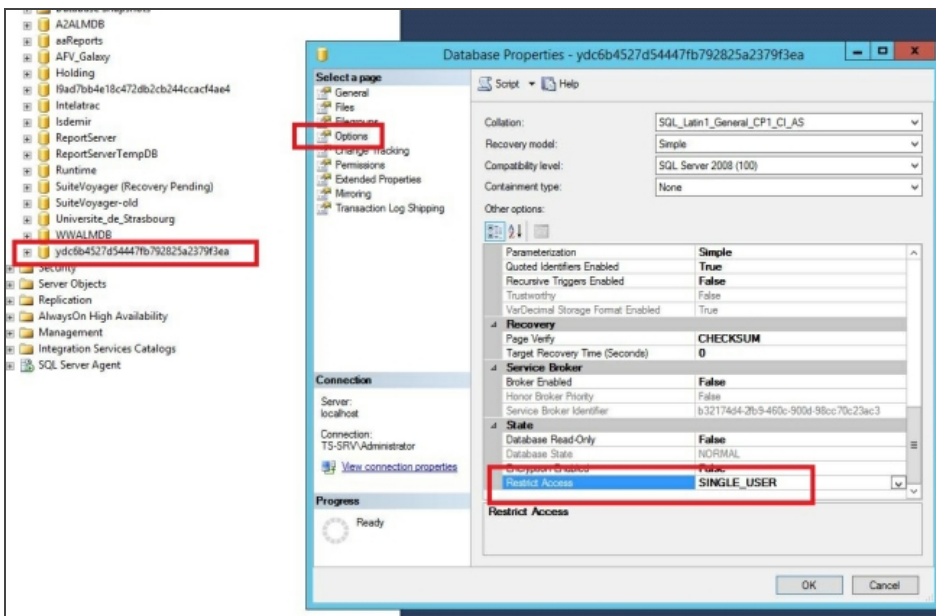 Database Snapshots
A2ALMDB
aaReports
AFV_Galaxy
Holding
I9ad7bb4e18c472db2cb244ccacf4ae4
Intelatrac
Isdemir
ReportServer
ReportServerTempDB
Runtime
SuiteVoyager (Recovery Pending)
SuiteVoyager-old
Universite_de_Strasbourg
WWALMDB
ydc6b4527d54447fb792825a2379f3ea
Security
Server Objects
Replication
AlwaysOn High Availability
Management
Integration Services Catalogs
SQL Server Agent
Database Properties - ydc6b4527d54447fb792825a2379f3ea
Select a page
General
Files
Filegroups
Options
Change Tracking
Permissions
Extended Properties
Mirroring
Transaction Log Shipping
Connection
Server:
localhost
Connection:
TS-SRV\Administrator
View connection properties
Progress
Ready
Script Help
Collation: SQL_Latin1_General_CP1_CI_AS
Recovery model: Simple
Compatibility level: SQL Server 2008 (100)
Containment type: None
Other options:
Parameterization Simple
Quoted Identifiers Enabled True
Recursive Triggers Enabled False
Trustworthy False
VarDecimal Storage Format Enabled True
Recovery
Page Verify CHECKSUM
Target Recovery Time (Seconds) 0
Service Broker
Broker Enabled False
Honor Broker Priority False
Service Broker Identifier b32174d4-2fb9-460c-900d-98cc70c23ac3
State
Database Read-Only False
Database State NORMAL
Encryption Enabled False
Restrict Access SINGLE_USER
Restrict Access
OK Cancel